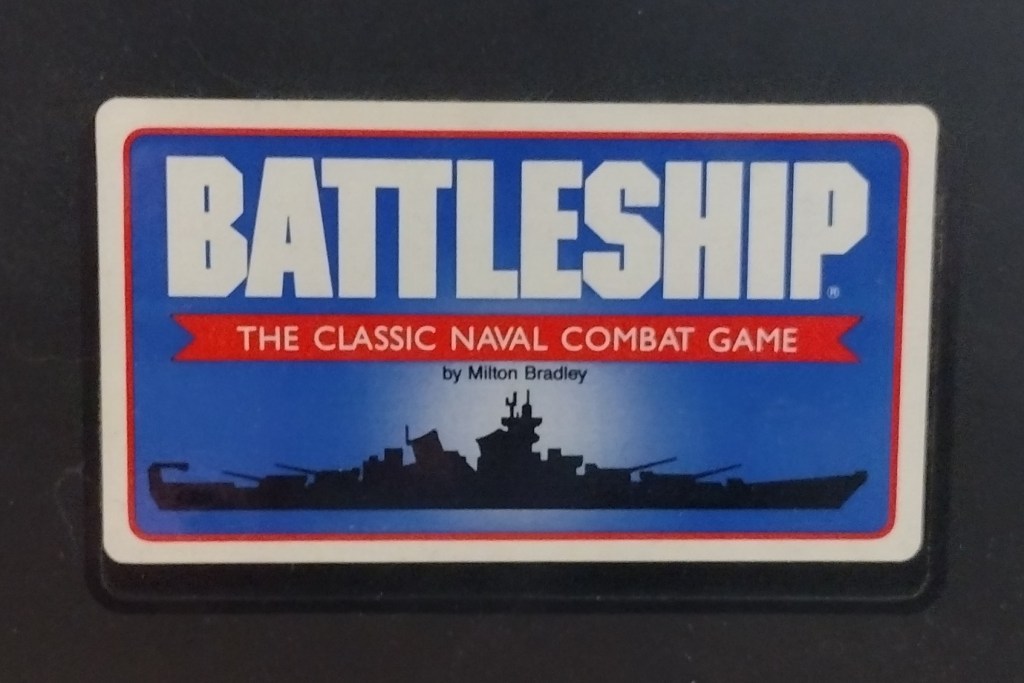 BATTLESHIP®
THE CLASSIC NAVAL COMBAT GAME
by Milton Bradley